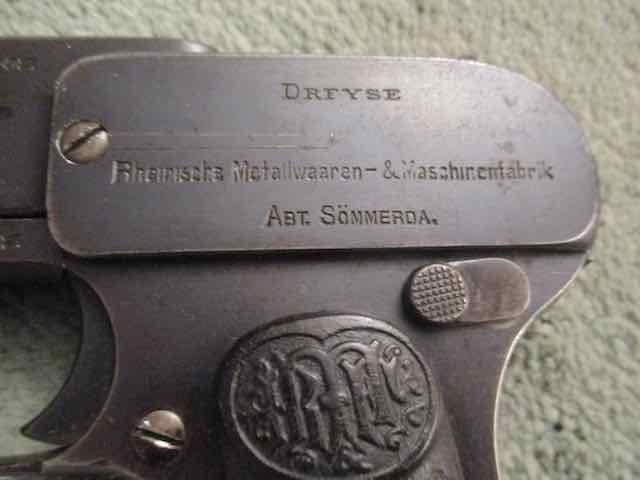 DREYSE
Rheinische Metallwaaren- & Maschinenfabrik
ABT. SÖMMERDA.